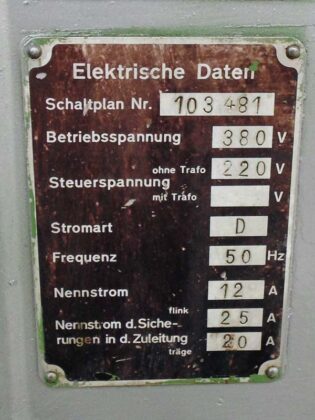 Elektrische Daten
Schaltplan Nr. 103 481
Betriebsspannung 380 V
ohne Trafo 220 V
Steuerspannung
mit Trafo V
Stromart D
Frequenz 50 Hz
Nennstrom 12 A
flink 25 A
Nennstrom d. Siche-
rungen in d. Zuleitung
träge 20 A